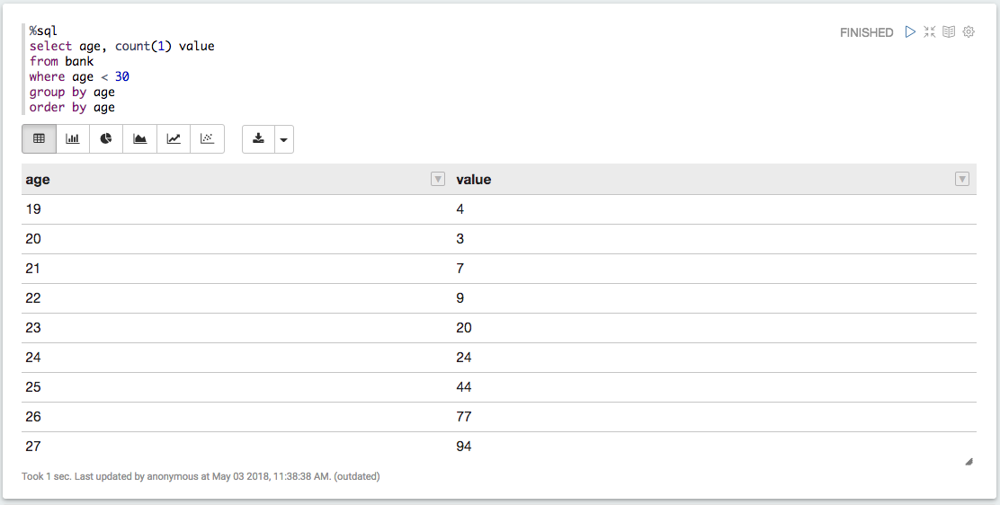 %sql
select age, count(1) value
from bank
where age < 30
group by age
order by age
FINISHED
age value
19 4
20 3
21 7
22 9
23 20
24 24
25 44
26 77
27 94
Took 1 sec. Last updated by anonymous at May 03 2018, 11:38:38 AM. (outdated)